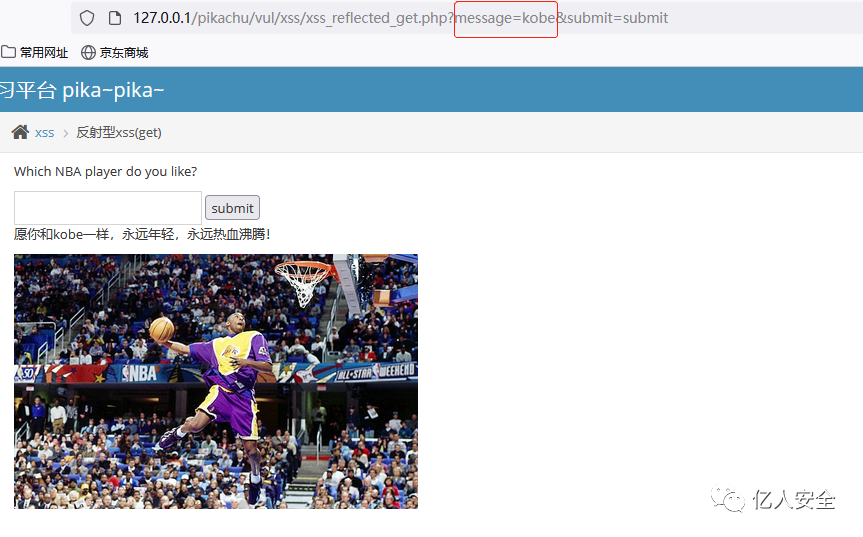 127.0.0.1/pikachu/vul/xss/xss_reflected_get.php?message=kobe&submit=submit
常用网址 京东商城
习平台 pika~pika~
xss > 反射型xss(get)
Which NBA player do you like?
submit
愿你和kobe一样，永远年轻，永远热血沸腾！
NBA
ALL-STAR WEEKEND
亿人安全